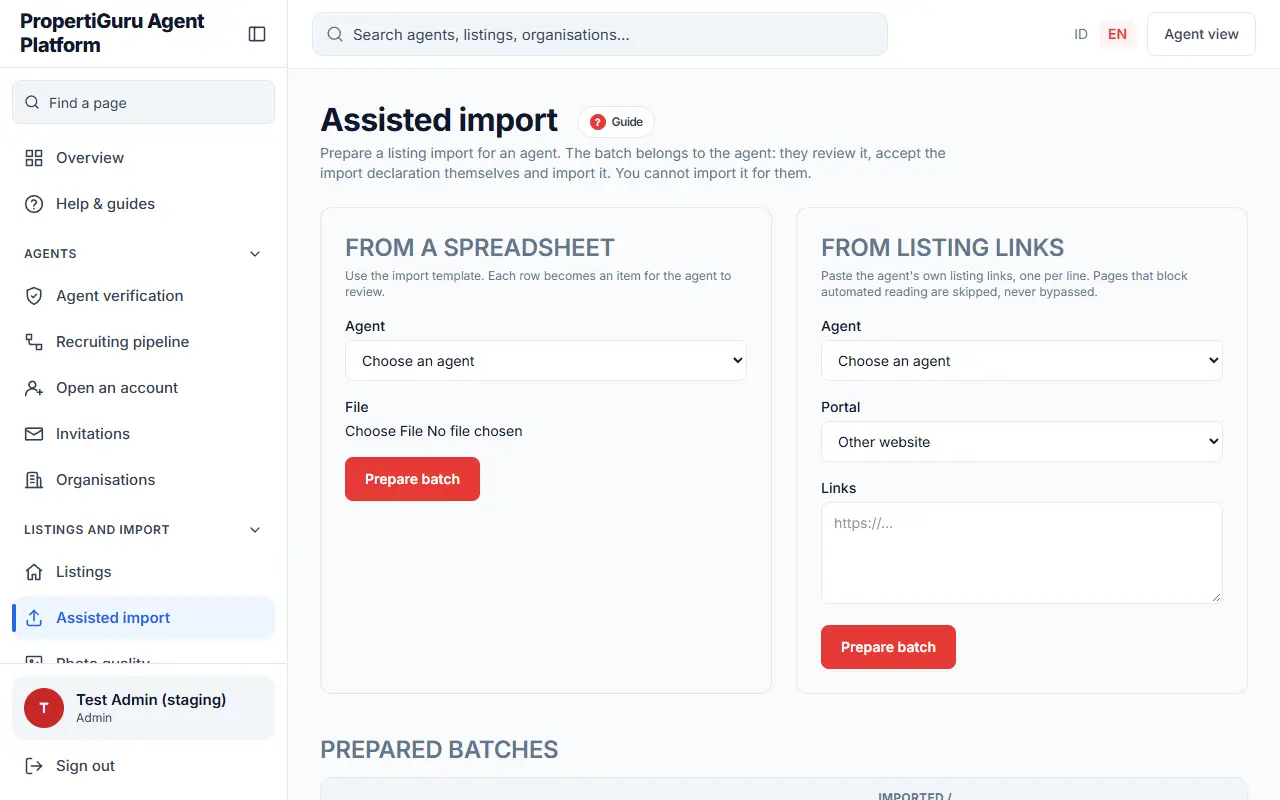 PropertiGuru Agent
Platform
Find a page
Overview
Help & guides
AGENTS
Agent verification
Recruiting pipeline
Open an account
Invitations
Organisations
LISTINGS AND IMPORT
Listings
Assisted import
Photo quality
T
Test Admin (staging)
Admin
Sign out
Search agents, listings, organisations...
ID
EN
Agent view
Assisted import
? Guide
Prepare a listing import for an agent. The batch belongs to the agent: they review it, accept the
import declaration themselves and import it. You cannot import it for them.
FROM A SPREADSHEET
Use the import template. Each row becomes an item for the agent to
review.
Agent
Choose an agent
File
Choose File No file chosen
Prepare batch
FROM LISTING LINKS
Paste the agent's own listing links, one per line. Pages that block
automated reading are skipped, never bypassed.
Agent
Choose an agent
Portal
Other website
Links
https://...
Prepare batch
PREPARED BATCHES
IMPORTED /